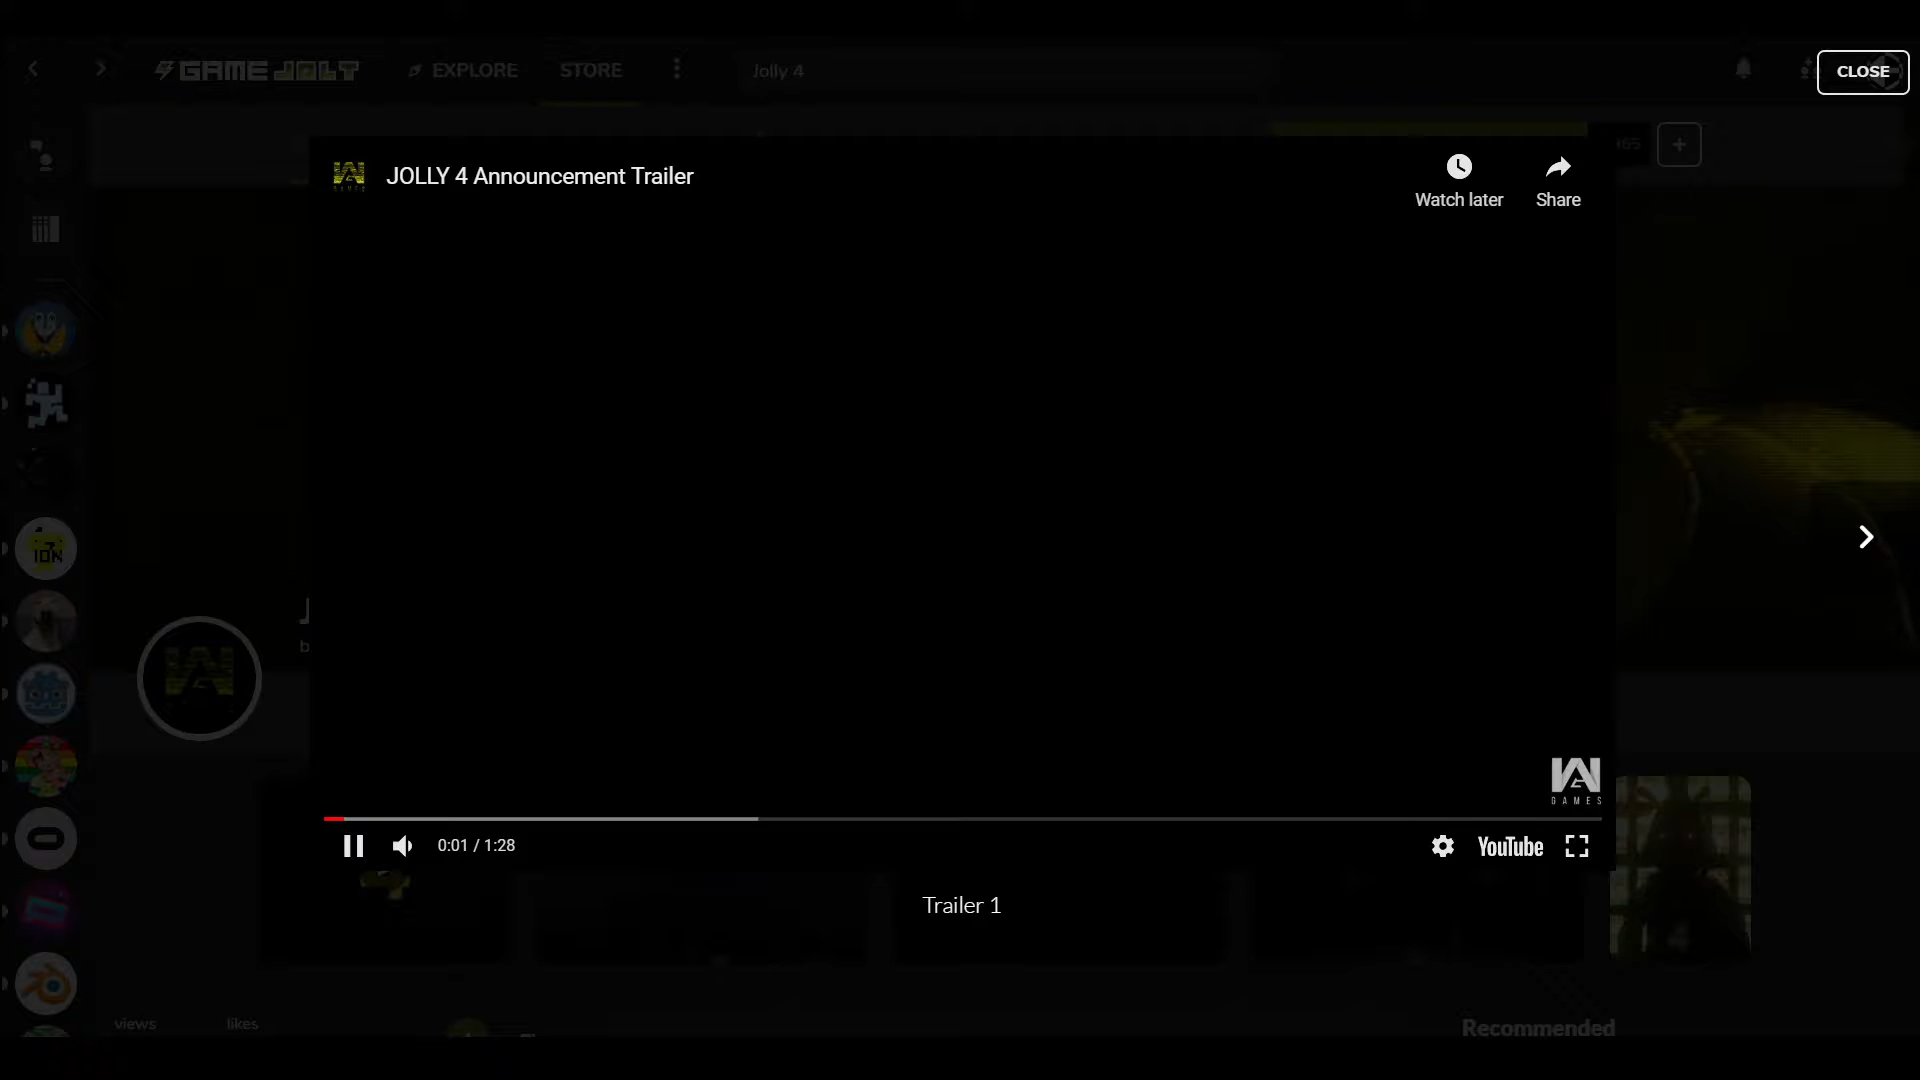 GAME JOLT
EXPLORE
STORE
Jolly 4
CLOSE
JOLLY 4 Announcement Trailer
Watch later
Share
GAMES
0:01 / 1:28
YouTube
Trailer 1
views
likes
Recommended